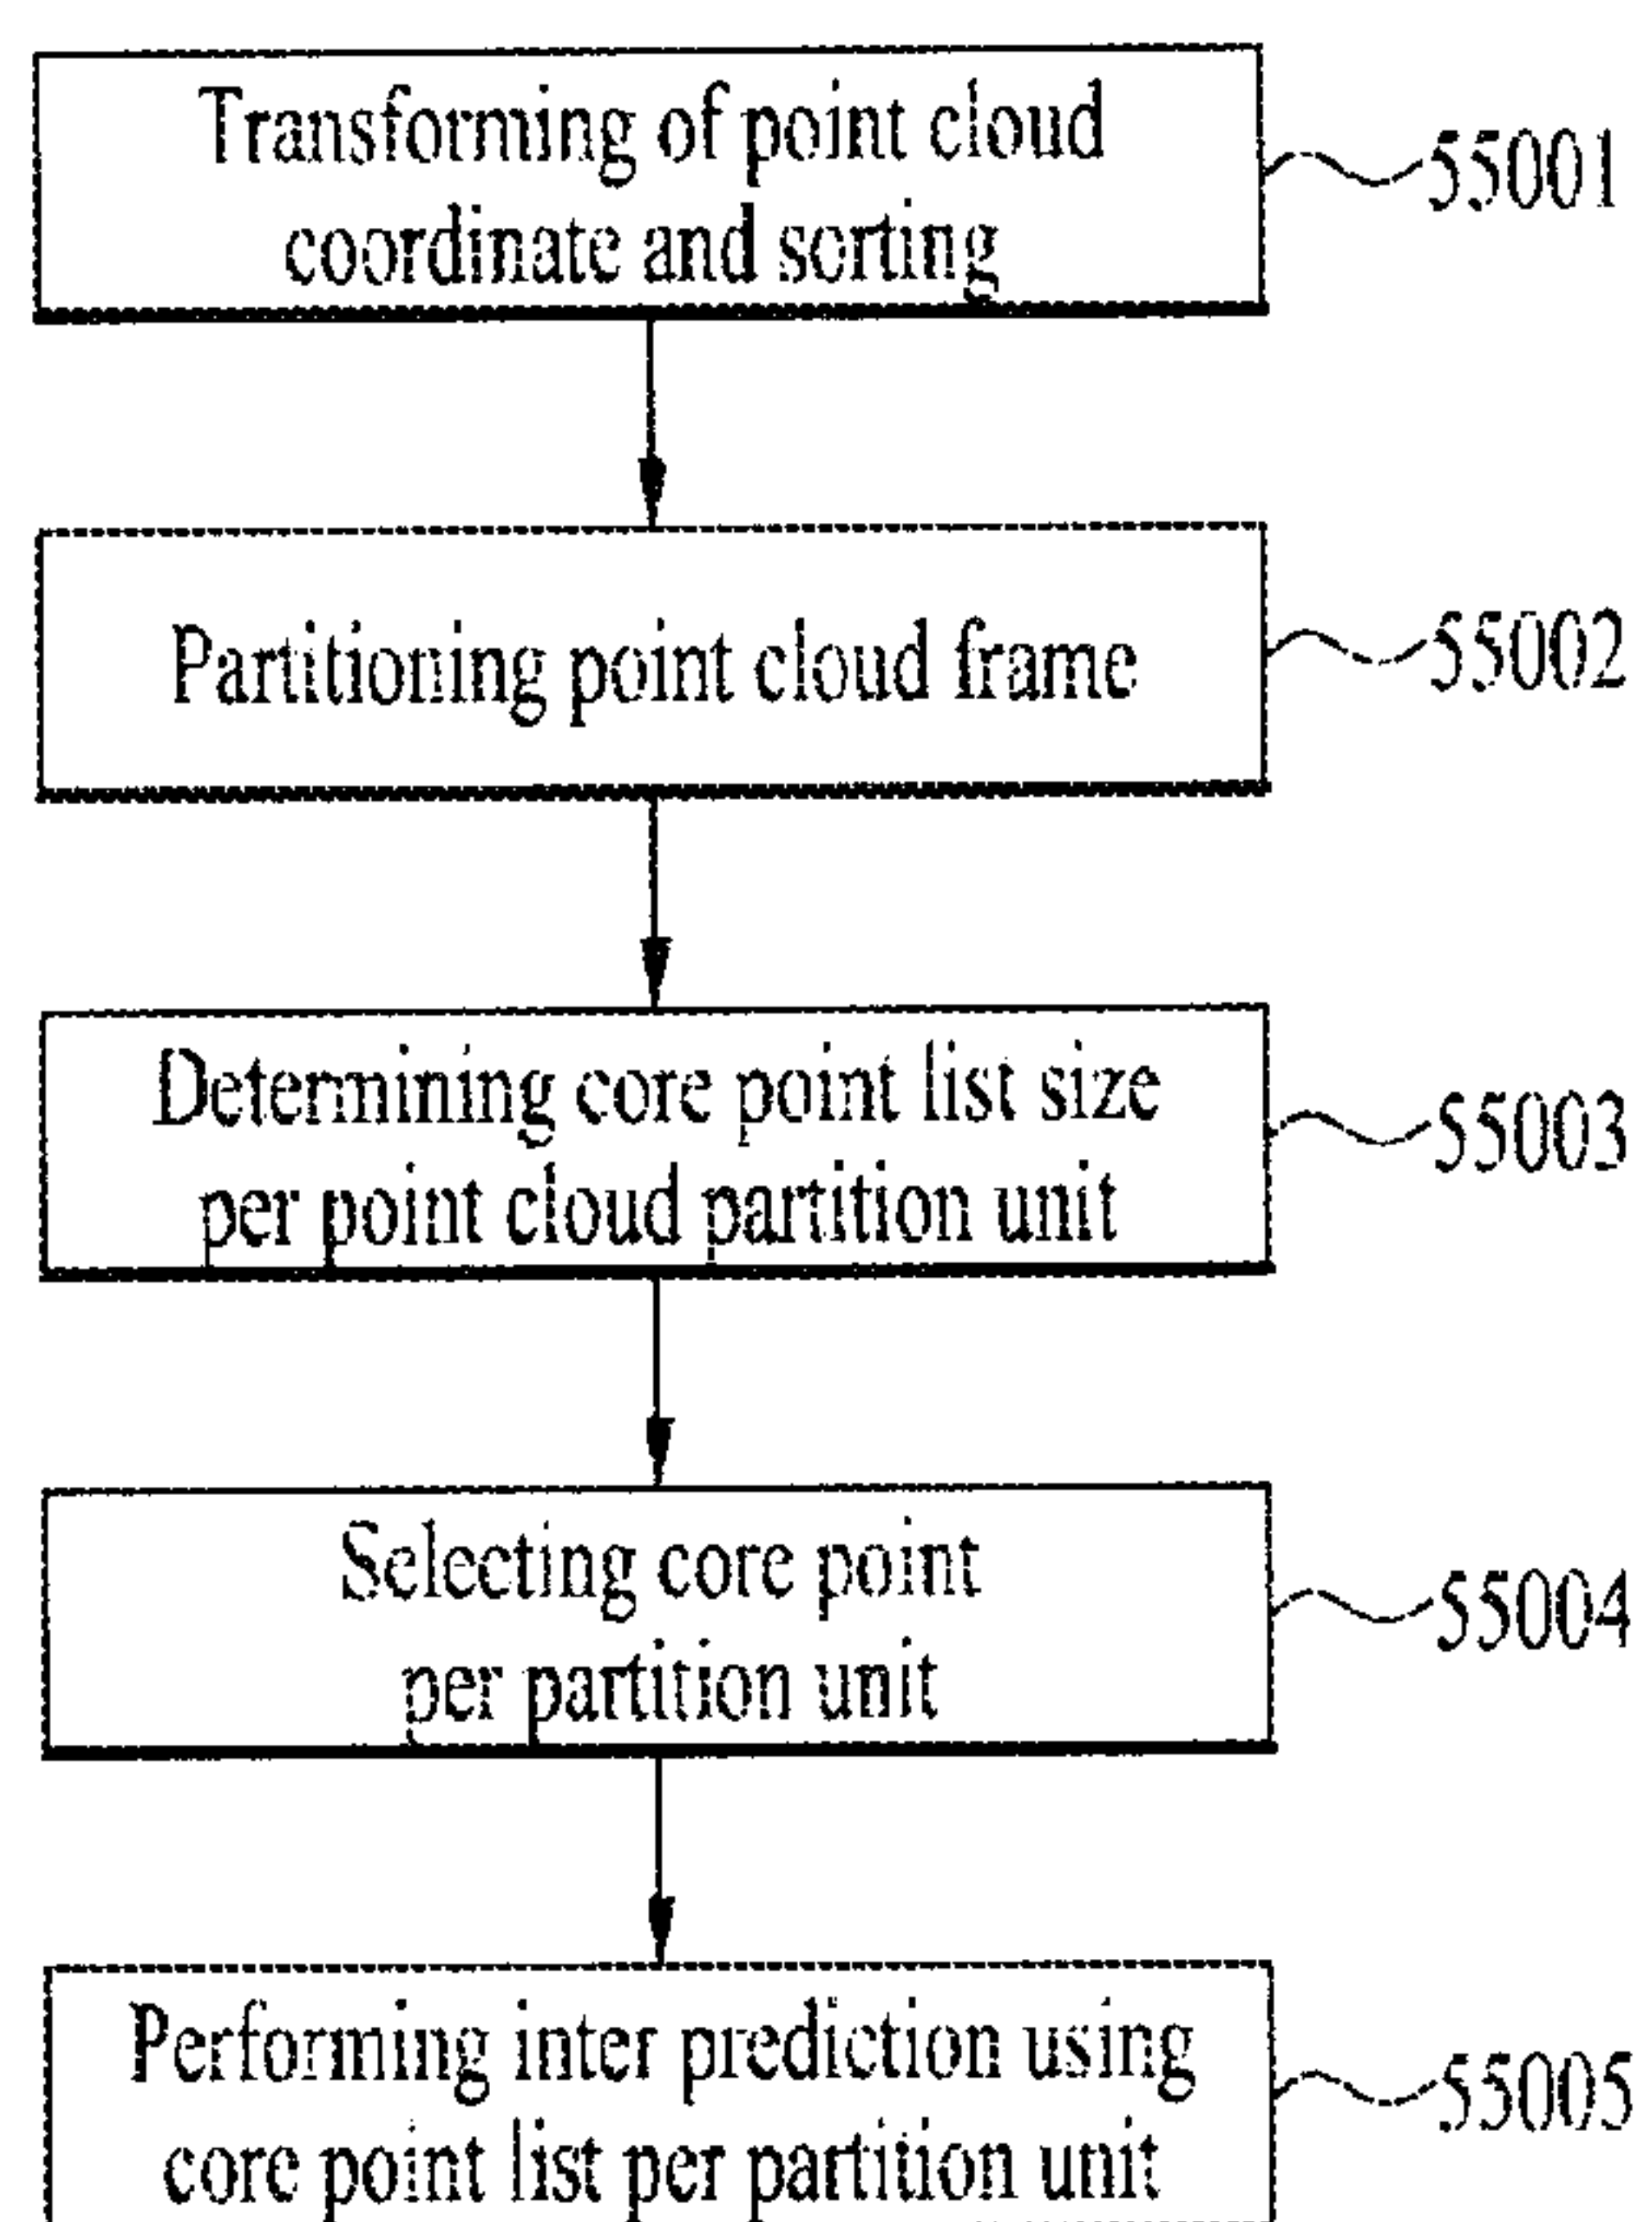 Transforming of point cloud
coordinate and sorting
55001
Partitioning point cloud frame
55002
Determining core point list size
per point cloud partition unit
55003
Selecting core point
per partition unit
55004
Performing inter prediction using
core point list per partition unit
55005